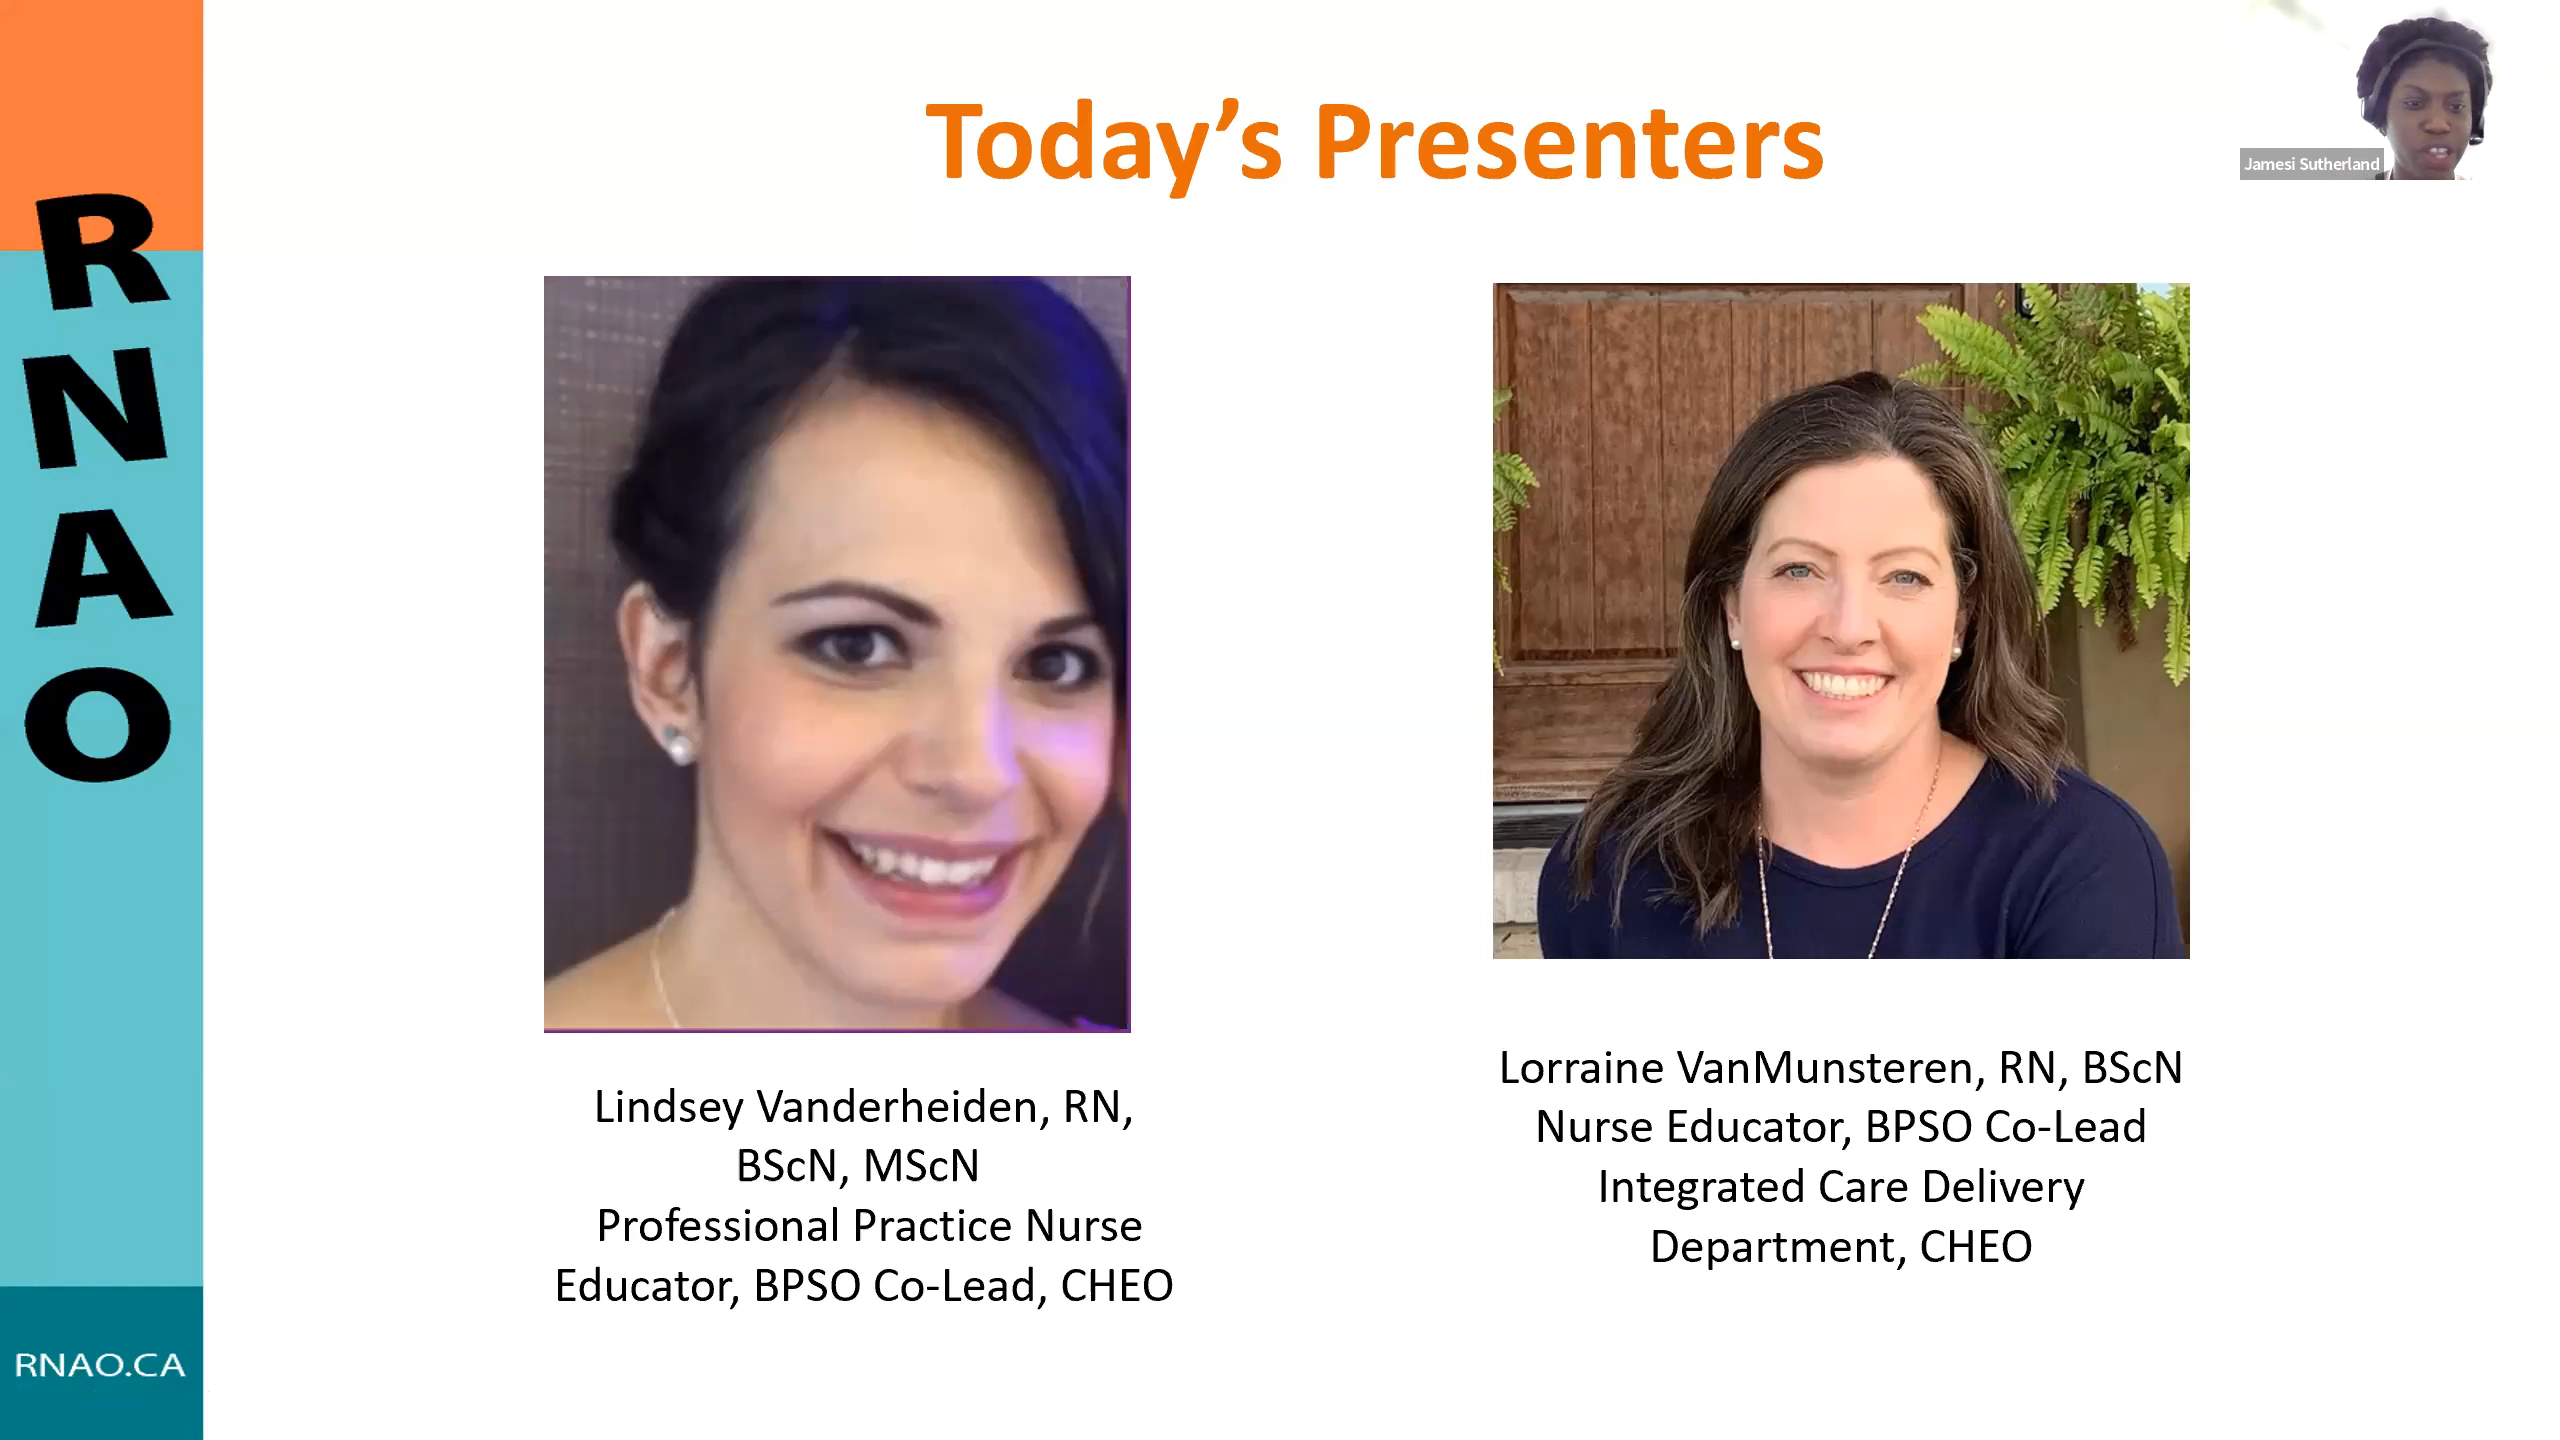 Today’s Presenters
Jamesi Sutherland
R
N
A
O
Lindsey Vanderheiden, RN,
BScN, MScN
Professional Practice Nurse
Educator, BPSO Co-Lead, CHEO
Lorraine VanMunsteren, RN, BScN
Nurse Educator, BPSO Co-Lead
Integrated Care Delivery
Department, CHEO
RNAO.CA